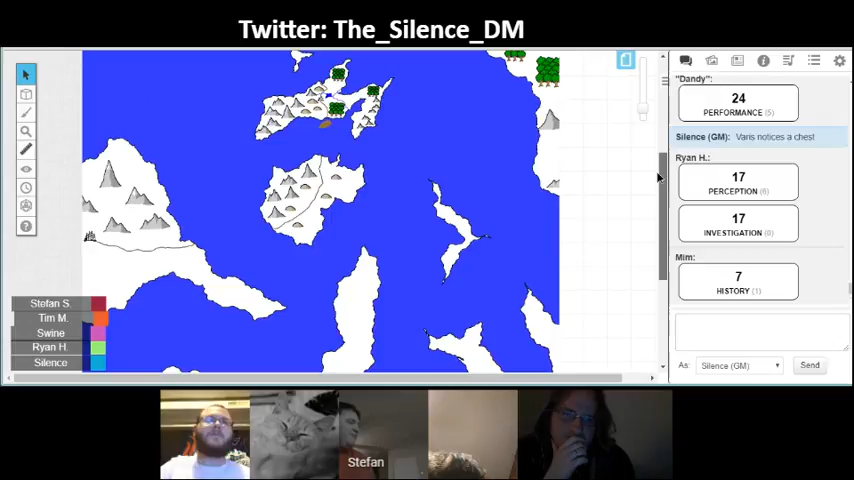 Twitter: The_Silence_DM
"Dandy":
24
PERFORMANCE (5)
Silence (GM): Varis notices a chest
Ryan H.:
17
PERCEPTION (6)
17
INVESTIGATION (0)
Mim:
7
HISTORY (1)
Stefan S.
Tim M.
Swine
Ryan H.
Silence
As: Silence (GM) Send
Stefan